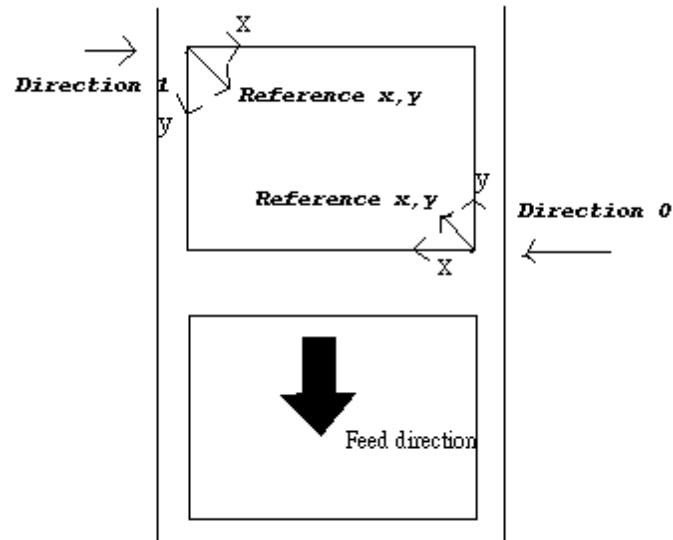 X
Direction 1
Reference x,y
y
Reference x,y
y
Direction 0
X
Feed direction